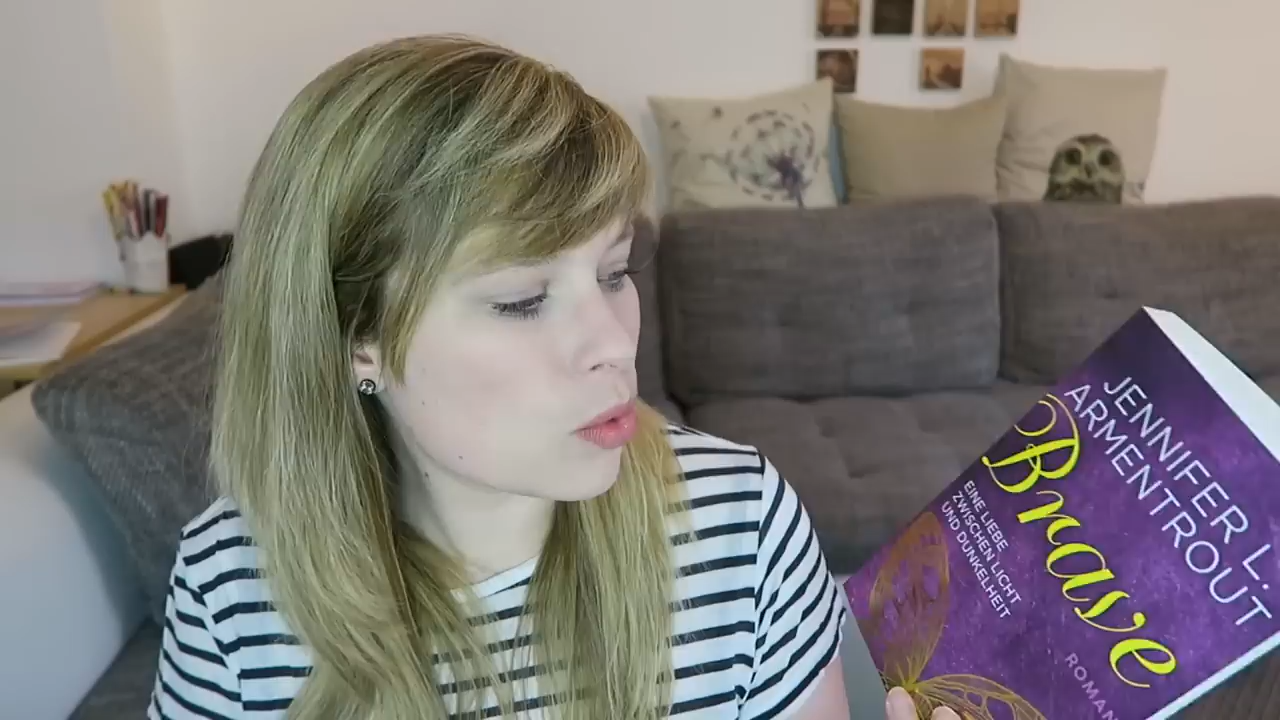 JENNIFER L.
ARMENTROUT
Brave
EINE LIEBE
ZWISCHEN LICHT
UND DUNKELHEIT
ROMAN